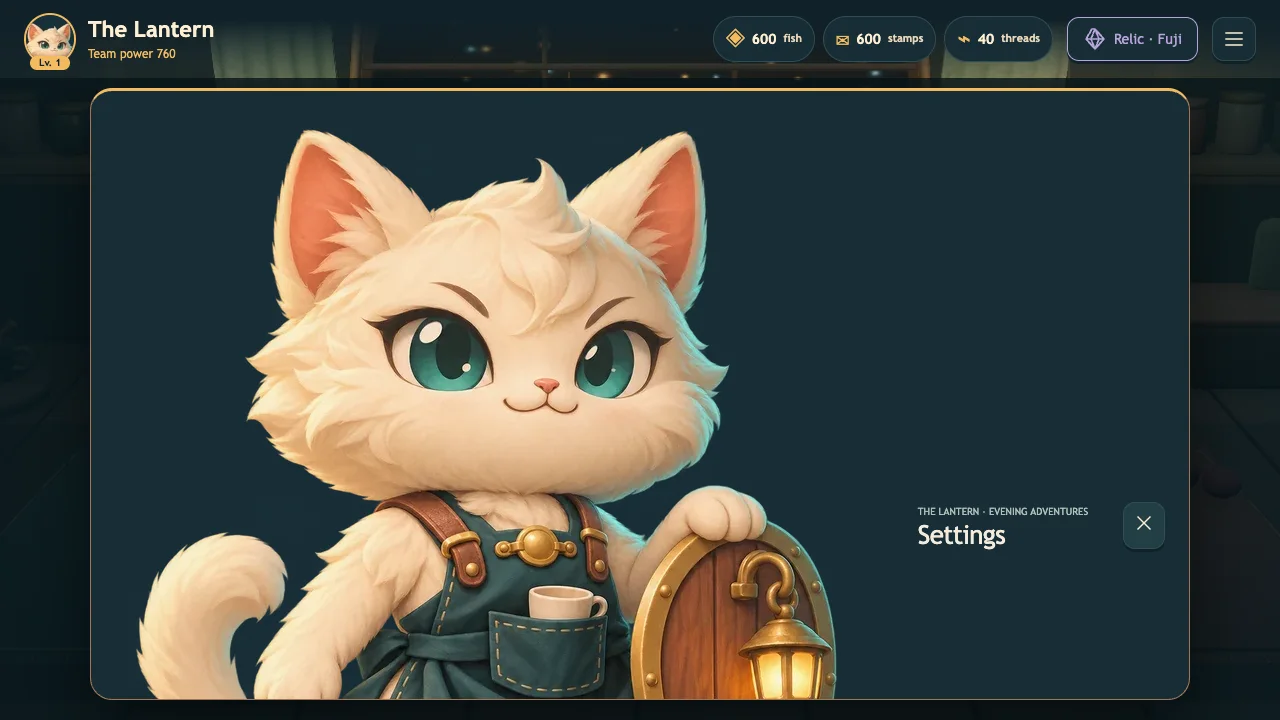 The Lantern
Team power 760
Lv. 1
600 fish
600 stamps
40 threads
Relic · Fuji
THE LANTERN · EVENING ADVENTURES
Settings